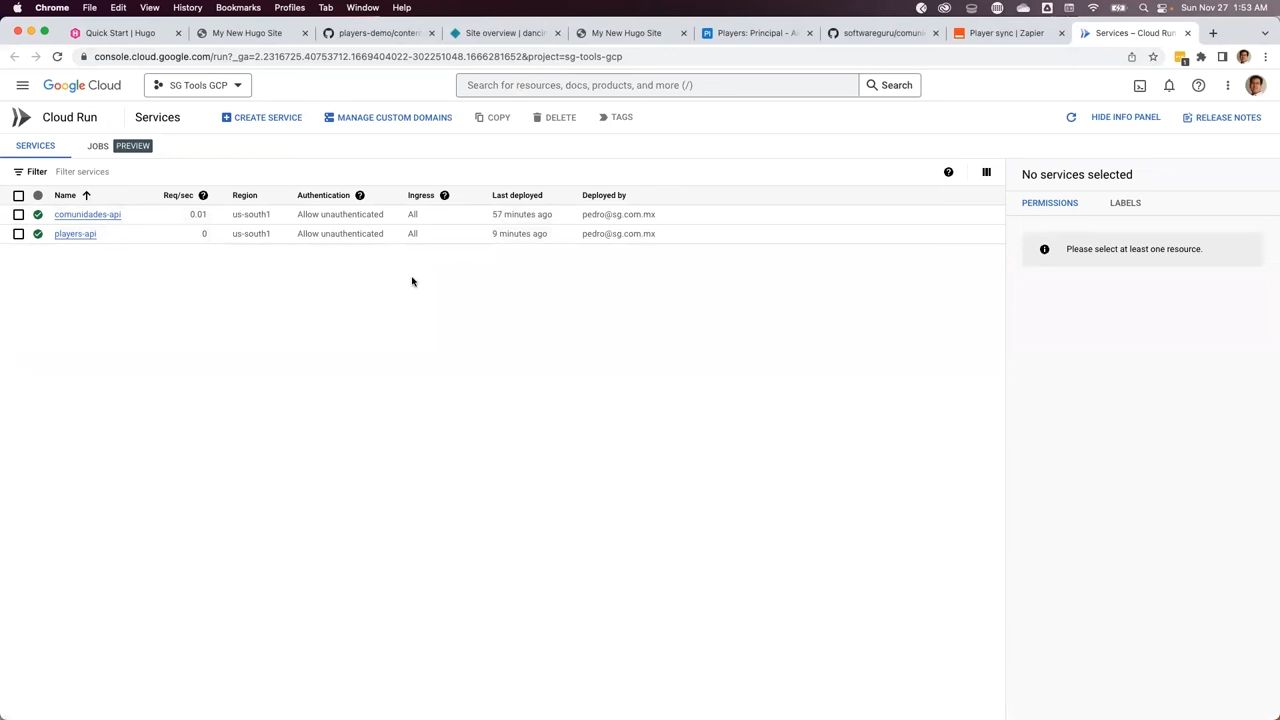 Chrome File Edit View History Bookmarks Profiles Tab Window Help Sun Nov 27 1:53 AM
Quick Start | Hugo My New Hugo Site players-demo/conten Site overview | dancin My New Hugo Site Players: Principal - Ai softwareguru/comuni Player sync | Zapier Services – Cloud Run
console.cloud.google.com/run?_ga=2.2316725.40753712.1669404022-302251048.1666281652&project=sg-tools-gcp
Google Cloud SG Tools GCP Search for resources, docs, products, and more (/) Search
Cloud Run Services CREATE SERVICE MANAGE CUSTOM DOMAINS COPY DELETE TAGS HIDE INFO PANEL RELEASE NOTES
SERVICES JOBS PREVIEW
Filter Filter services
No services selected
Name Req/sec Region Authentication Ingress Last deployed Deployed by
PERMISSIONS LABELS
comunidades-api 0.01 us-south1 Allow unauthenticated All 57 minutes ago pedro@sg.com.mx
players-api 0 us-south1 Allow unauthenticated All 9 minutes ago pedro@sg.com.mx
Please select at least one resource.